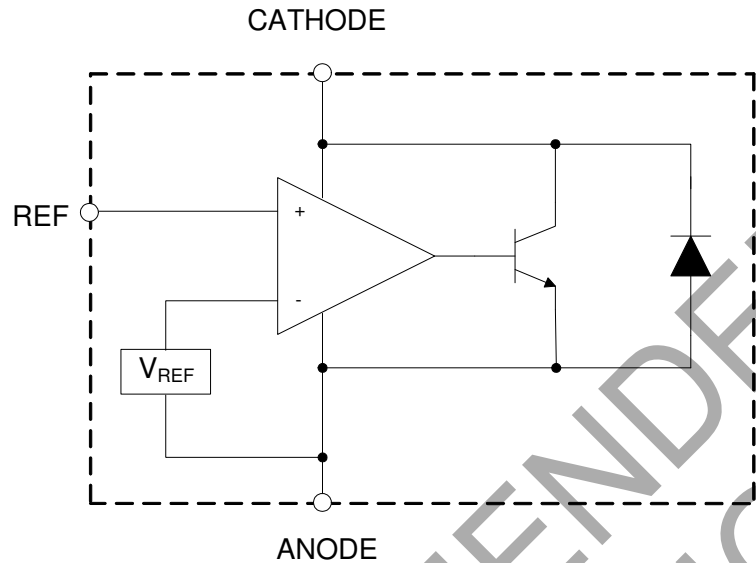 CATHODE
REF
+
-
VREF
ANODE